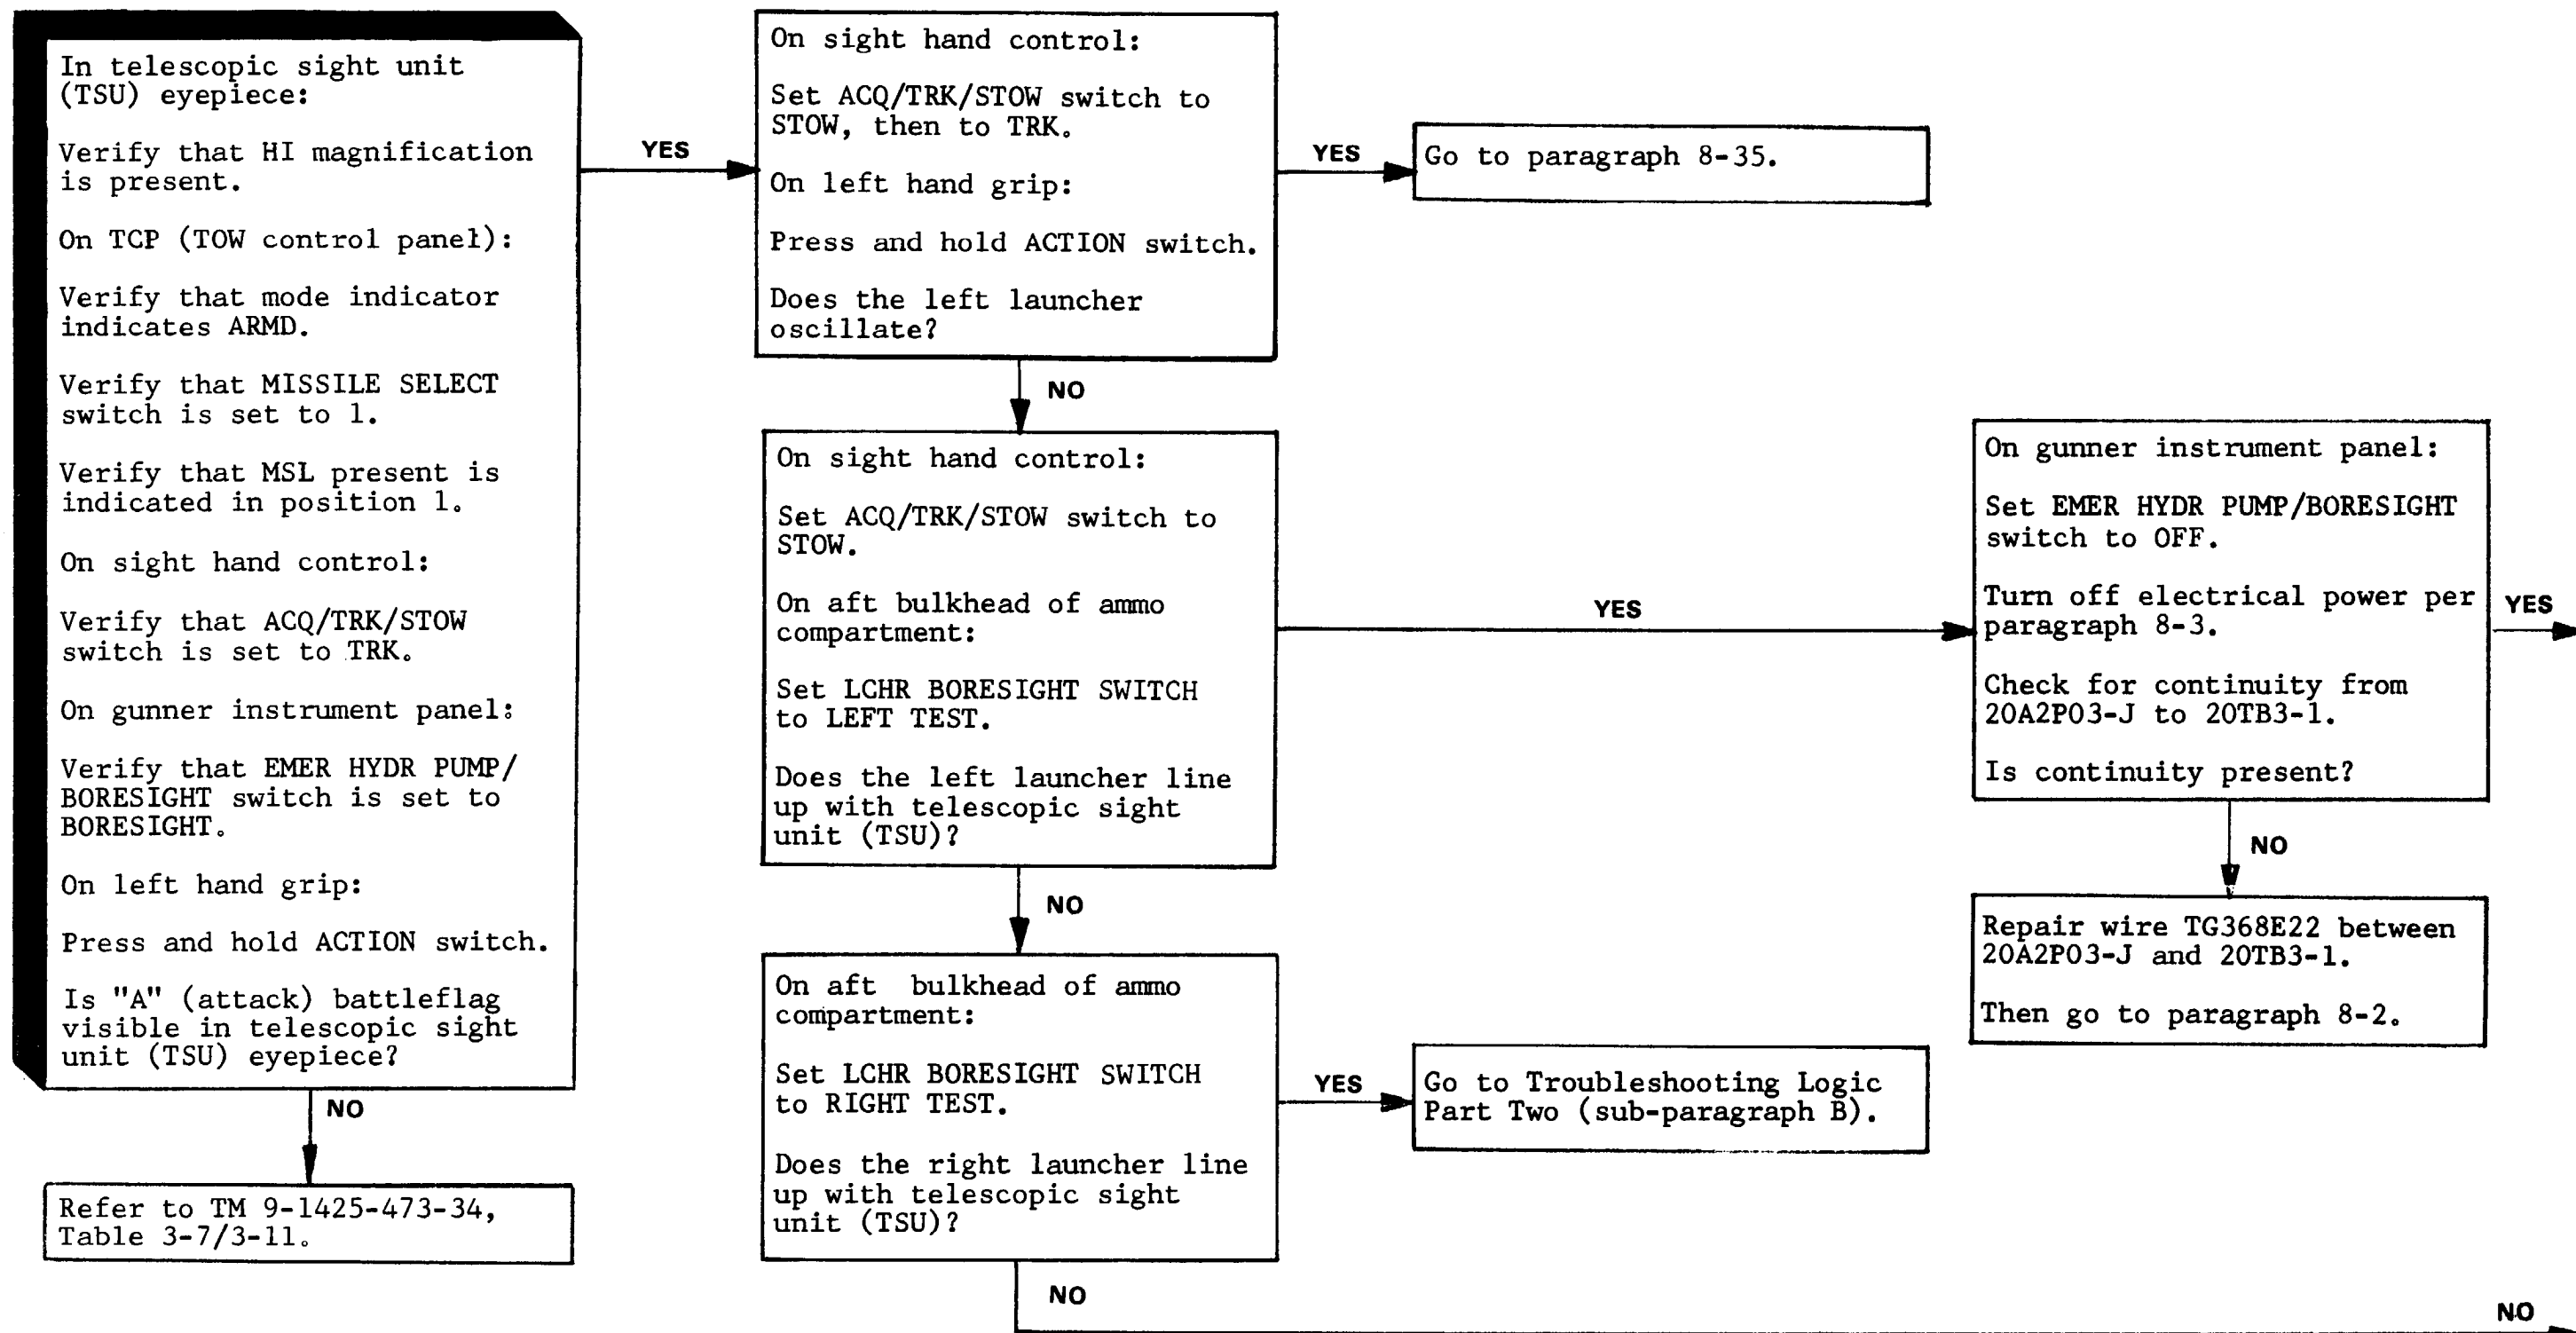 In telescopic sight unit
(TSU) eyepiece:
Verify that HI magnification
is present.
On TCP (TOW control panel):
Verify that mode indicator
indicates ARMD.
Verify that MISSILE SELECT
switch is set to 1.
Verify that MSL present is
indicated in position 1.
On sight hand control:
Verify that ACQ/TRK/STOW
switch is set to TRK.
On gunner instrument panel:
Verify that EMER HYDR PUMP/
BORESIGHT switch is set to
BORESIGHT.
On left hand grip:
Press and hold ACTION switch.
Is "A" (attack) battleflag
visible in telescopic sight
unit (TSU) eyepiece?
NO
Refer to TM 9-1425-473-34,
Table 3-7/3-11.
YES
On sight hand control:
Set ACQ/TRK/STOW switch to
STOW, then to TRK.
On left hand grip:
Press and hold ACTION switch.
Does the left launcher
oscillate?
YES
Go to paragraph 8-35.
NO
On sight hand control:
Set ACQ/TRK/STOW switch to
STOW.
On aft bulkhead of ammo
compartment:
Set LCHR BORESIGHT SWITCH
to LEFT TEST.
Does the left launcher line
up with telescopic sight
unit (TSU)?
YES
On gunner instrument panel:
Set EMER HYDR PUMP/BORESIGHT
switch to OFF.
Turn off electrical power per
paragraph 8-3.
Check for continuity from
20A2P03-J to 20TB3-1.
Is continuity present?
YES
NO
Repair wire TG368E22 between
20A2P03-J and 20TB3-1.
Then go to paragraph 8-2.
NO
On aft bulkhead of ammo
compartment:
Set LCHR BORESIGHT SWITCH
to RIGHT TEST.
Does the right launcher line
up with telescopic sight
unit (TSU)?
YES
Go to Troubleshooting Logic
Part Two (sub-paragraph B).
NO
NO